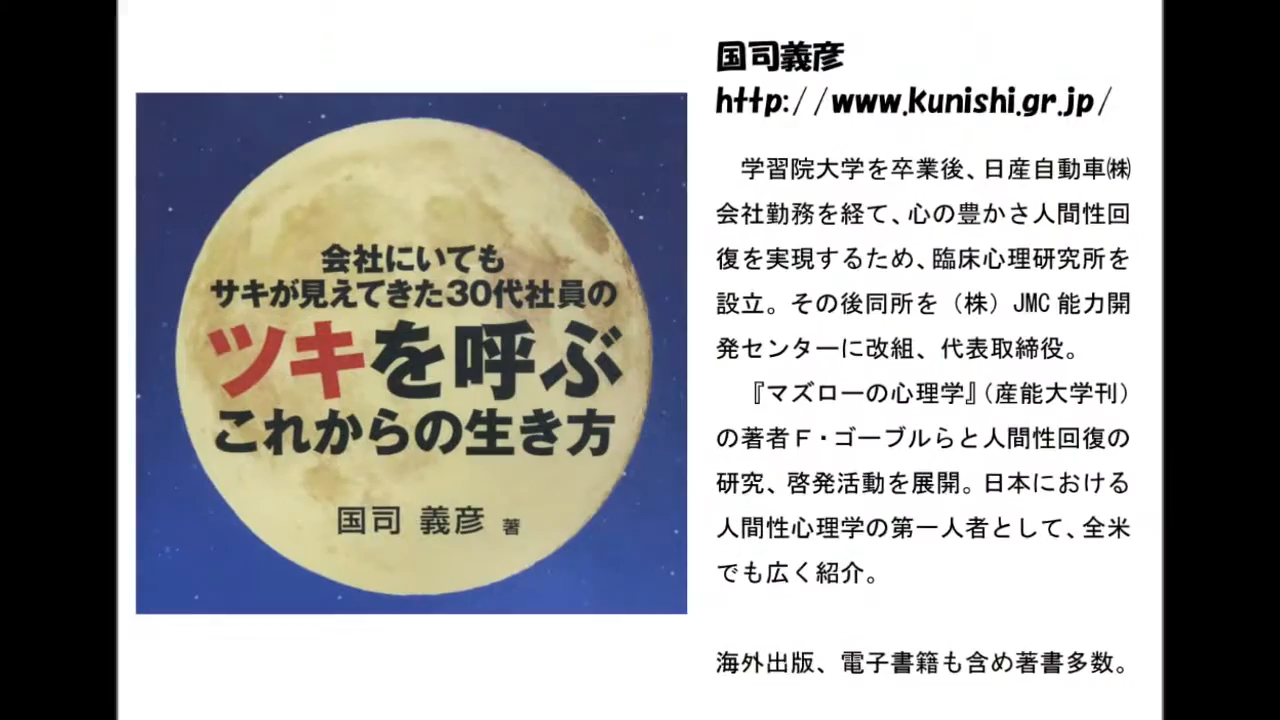 会社にいても
サキが見えてきた30代社員の
ツキを呼ぶ
これからの生き方
国司 義彦 著
国司義彦
http://www.kunishi.gr.jp/
学習院大学を卒業後、日産自動車㈱
会社勤務を経て、心の豊かさ人間性回
復を実現するため、臨床心理研究所を
設立。その後同所を（株）JMC能力開
発センターに改組、代表取締役。
『マズローの心理学』（産能大学刊）
の著者F・ゴーブルらと人間性回復の
研究、啓発活動を展開。日本における
人間性心理学の第一人者として、全米
でも広く紹介。
海外出版、電子書籍も含め著書多数。